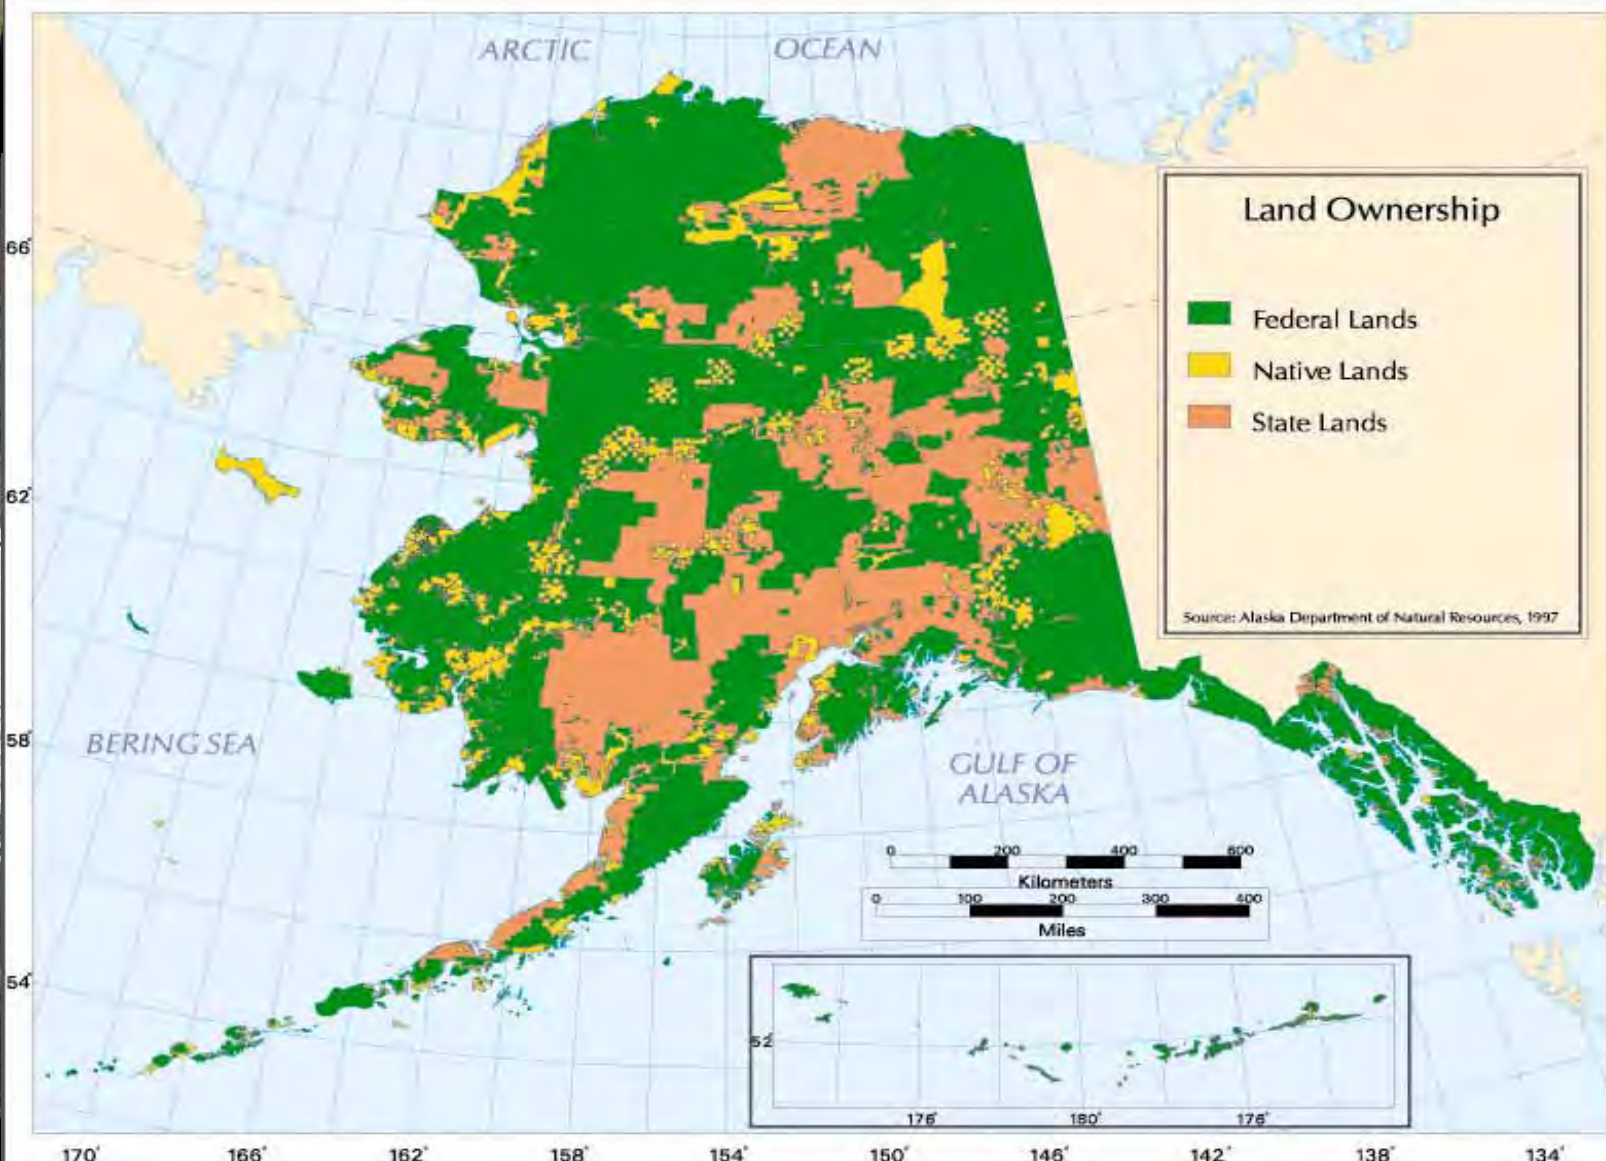 ARCTIC OCEAN
Land Ownership
Federal Lands
Native Lands
State Lands
Source: Alaska Department of Natural Resources, 1997
66°
62°
58°
54°
BERING SEA
GULF OF
ALASKA
0 200 400 600
Kilometers
0 100 200 300 400
Miles
52°
176° 180° 176°
170° 166° 162° 158° 154° 150° 146° 142° 138° 134°